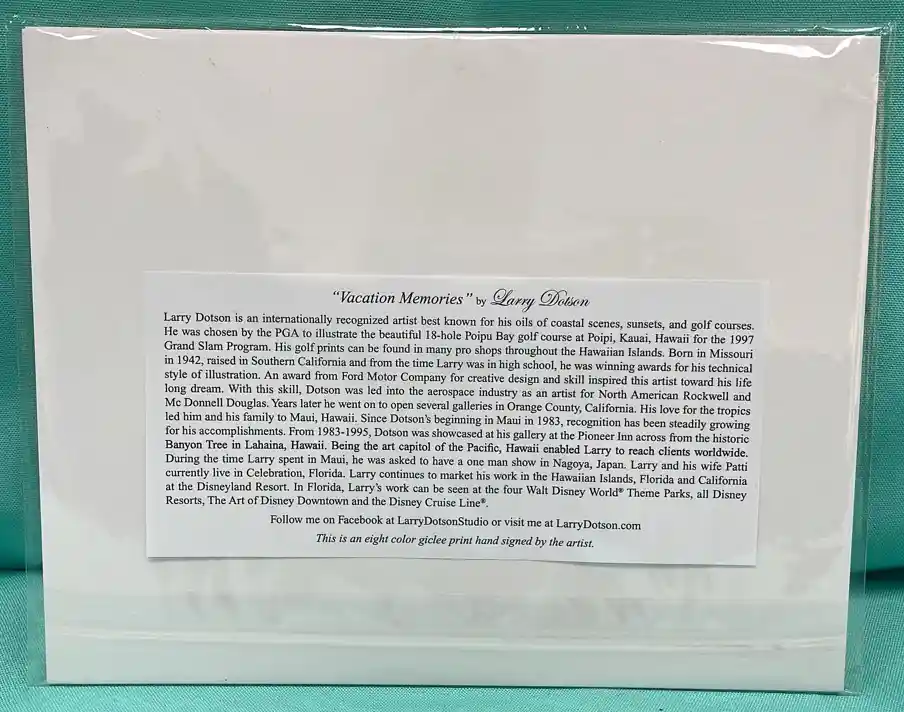 “Vacation Memories” by Larry Dotson
Larry Dotson is an internationally recognized artist best known for his oils of coastal scenes, sunsets, and golf courses.
He was chosen by the PGA to illustrate the beautiful 18-hole Poipu Bay golf course at Poipi, Kauai, Hawaii for the 1997
Grand Slam Program. His golf prints can be found in many pro shops throughout the Hawaiian Islands. Born in Missouri
in 1942, raised in Southern California and from the time Larry was in high school, he was winning awards for his technical
style of illustration. An award from Ford Motor Company for creative design and skill inspired this artist toward his life
long dream. With this skill, Dotson was led into the aerospace industry as an artist for North American Rockwell and
Mc Donnell Douglas. Years later he went on to open several galleries in Orange County, California. His love for the tropics
led him and his family to Maui, Hawaii. Since Dotson’s beginning in Maui in 1983, recognition has been steadily growing
for his accomplishments. From 1983-1995, Dotson was showcased at his gallery at the Pioneer Inn across from the historic
Banyon Tree in Lahaina, Hawaii. Being the art capitol of the Pacific, Hawaii enabled Larry to reach clients worldwide.
During the time Larry spent in Maui, he was asked to have a one man show in Nagoya, Japan. Larry and his wife Patti
currently live in Celebration, Florida. Larry continues to market his work in the Hawaiian Islands, Florida and California
at the Disneyland Resort. In Florida, Larry’s work can be seen at the four Walt Disney World® Theme Parks, all Disney
Resorts, The Art of Disney Downtown and the Disney Cruise Line®.
Follow me on Facebook at LarryDotsonStudio or visit me at LarryDotson.com
This is an eight color giclee print hand signed by the artist.